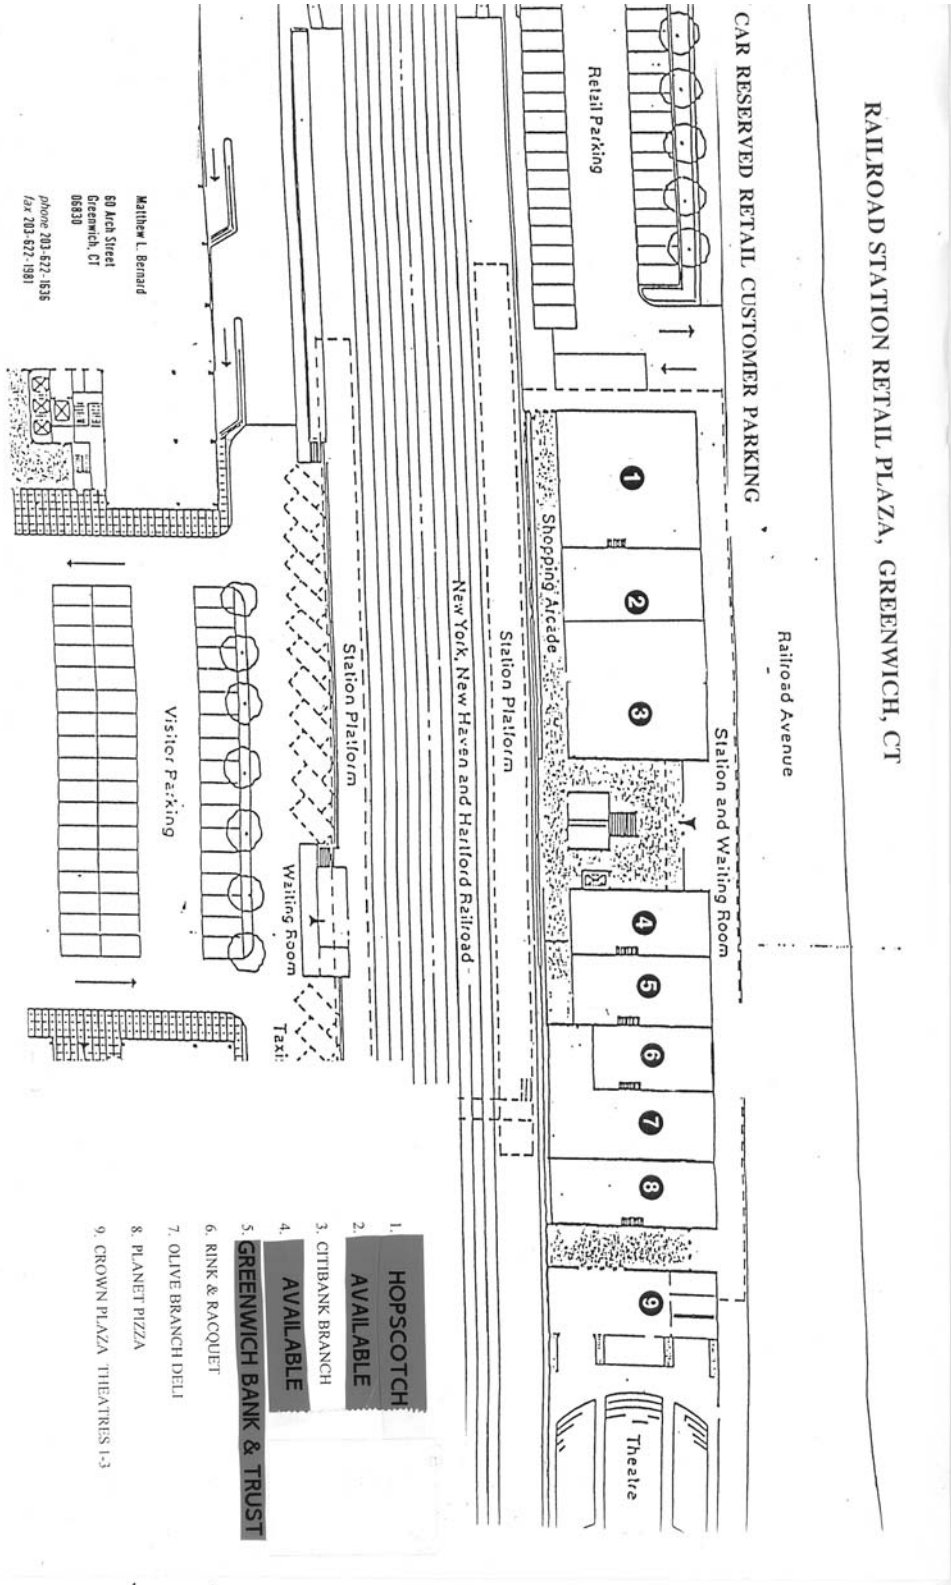 RAILROAD STATION RETAIL PLAZA, GREENWICH, CT
CAR RESERVED RETAIL CUSTOMER PARKING
Railroad Avenue
Station and Waiting Room
Retail Parking
1
2
3
4
5
6
7
8
9
Theatre
Shopping Arcade
Station Platform
New York, New Haven and Hartford Railroad
Station Platform
Waiting Room
Taxi
Visitor Parking
Matthew L. Bernard
60 Arch Street
Greenwich, CT
06830
phone 203-622-1636
fax 203-622-1981
1. HOPSCOTCH
2. AVAILABLE
3. CITIBANK BRANCH
4. AVAILABLE
5. GREENWICH BANK & TRUST
6. RINK & RACQUET
7. OLIVE BRANCH DELI
8. PLANET PIZZA
9. CROWN PLAZA THEATRES 1-3